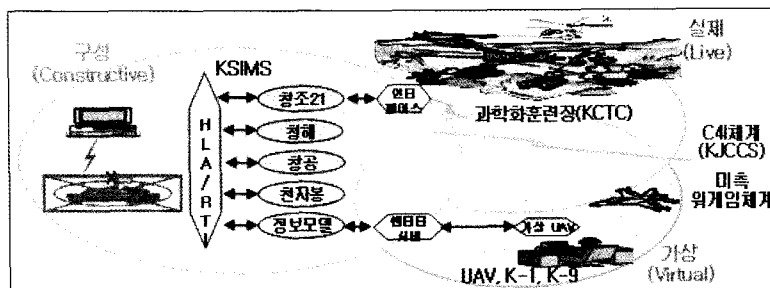 구성
(Constructive)
KSIMS
HLA/RTI
창조21
청해
창공
천자봉
정보모델
인터
페이스
과학화훈련장(KCTC)
실제
(Live)
C4I체계
(KJCCS)
미측
워게임체계
가상 UAV
UAV, K-1, K-9
가상
(Virtual)